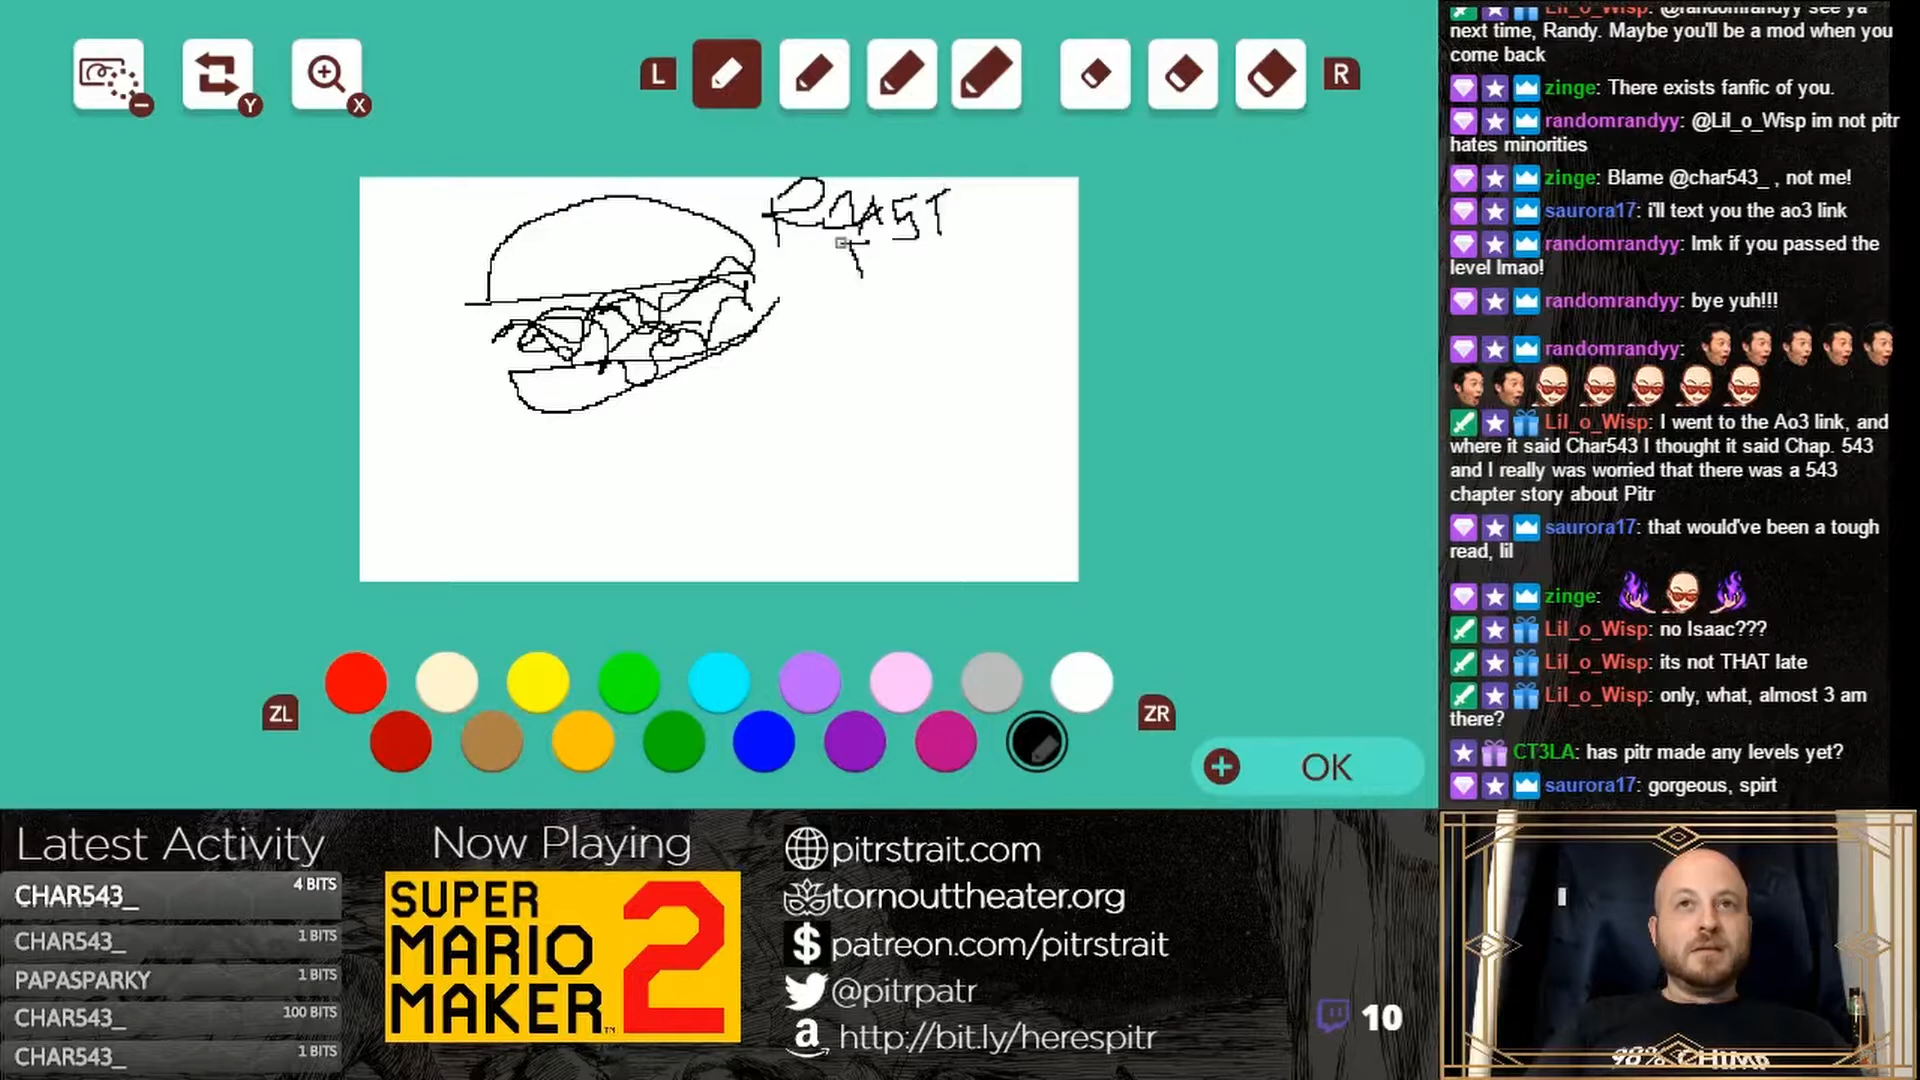 L
R
Y
X
ROAST
ZL
ZR
OK
Lil_o_Wisp: @randomrandyy see ya
next time, Randy. Maybe you'll be a mod when you
come back
zinge: There exists fanfic of you.
randomrandyy: @Lil_o_Wisp im not pitr
hates minorities
zinge: Blame @char543_ , not me!
saurora17: i'll text you the ao3 link
randomrandyy: lmk if you passed the
level lmao!
randomrandyy: bye yuh!!!
randomrandyy:
Lil_o_Wisp: I went to the Ao3 link, and
where it said Char543 I thought it said Chap. 543
and I really was worried that there was a 543
chapter story about Pitr
saurora17: that would've been a tough
read, lil
zinge:
Lil_o_Wisp: no Isaac???
Lil_o_Wisp: its not THAT late
Lil_o_Wisp: only, what, almost 3 am
there?
CT3LA: has pitr made any levels yet?
saurora17: gorgeous, spirt
Latest Activity
CHAR543_ 4 BITS
CHAR543_ 1 BITS
PAPASPARKY 1 BITS
CHAR543_ 100 BITS
CHAR543_ 1 BITS
Now Playing
SUPER
MARIO
MAKER 2
TM
pitrstrait.com
tornouttheater.org
patreon.com/pitrstrait
@pitrpatr
http://bit.ly/herespitr
10